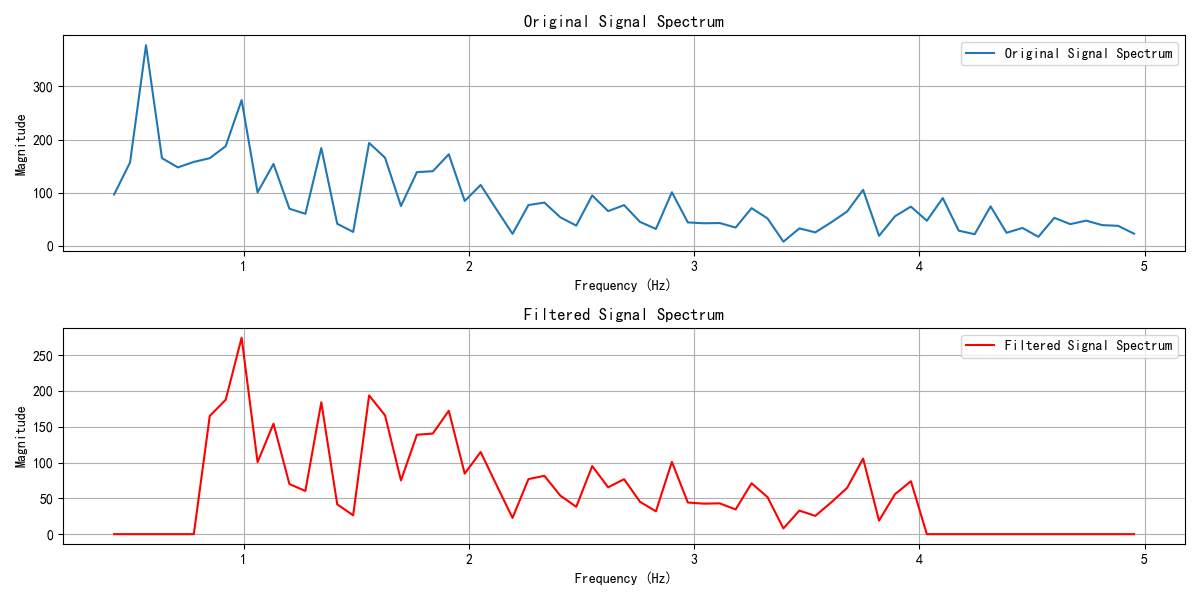 Original Signal Spectrum
Original Signal Spectrum
Magnitude
300
200
100
0
1
2
3
4
5
Frequency (Hz)
Filtered Signal Spectrum
Filtered Signal Spectrum
Magnitude
250
200
150
100
50
0
1
2
3
4
5
Frequency (Hz)